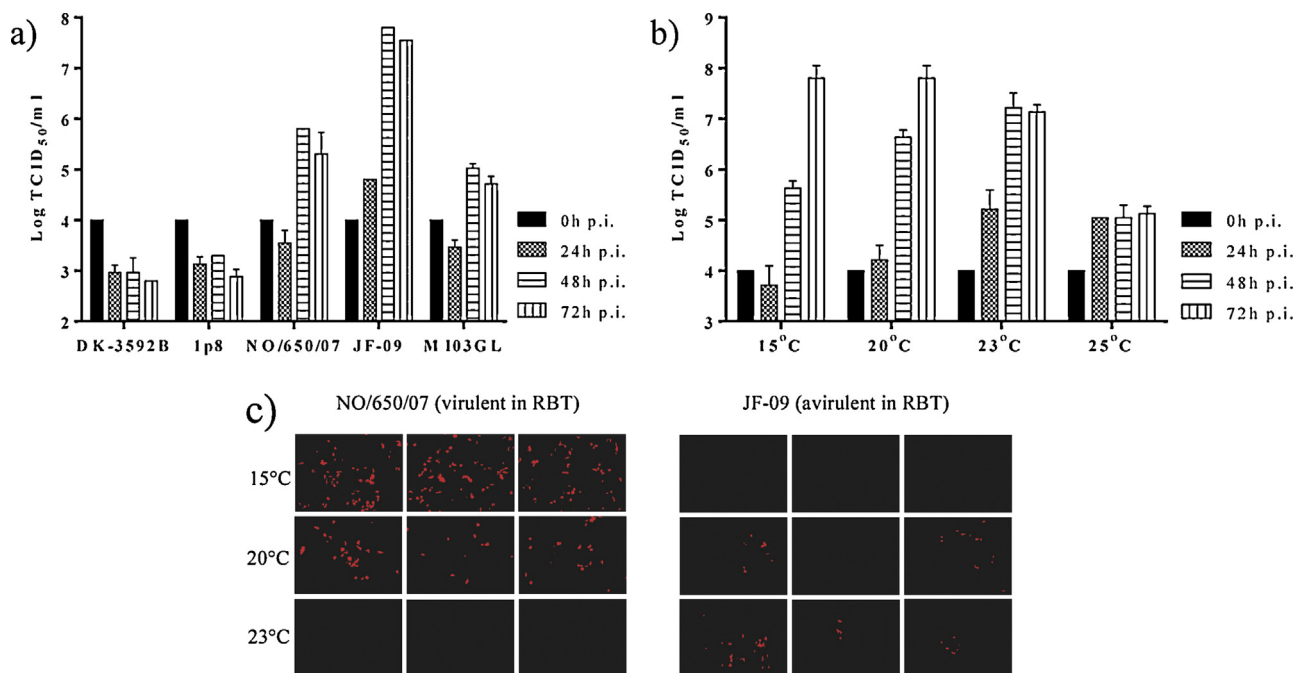 a)
Log TCID50/ml
8
7
6
5
4
3
2
DK-3592B 1p8 NO/650/07 JF-09 MI03GL
0h p.i.
24h p.i.
48h p.i.
72h p.i.
b)
Log TCID50/ml
9
8
7
6
5
4
3
15°C 20°C 23°C 25°C
0h p.i.
24h p.i.
48h p.i.
72h p.i.
c)
NO/650/07 (virulent in RBT) JF-09 (avirulent in RBT)
15°C
20°C
23°C